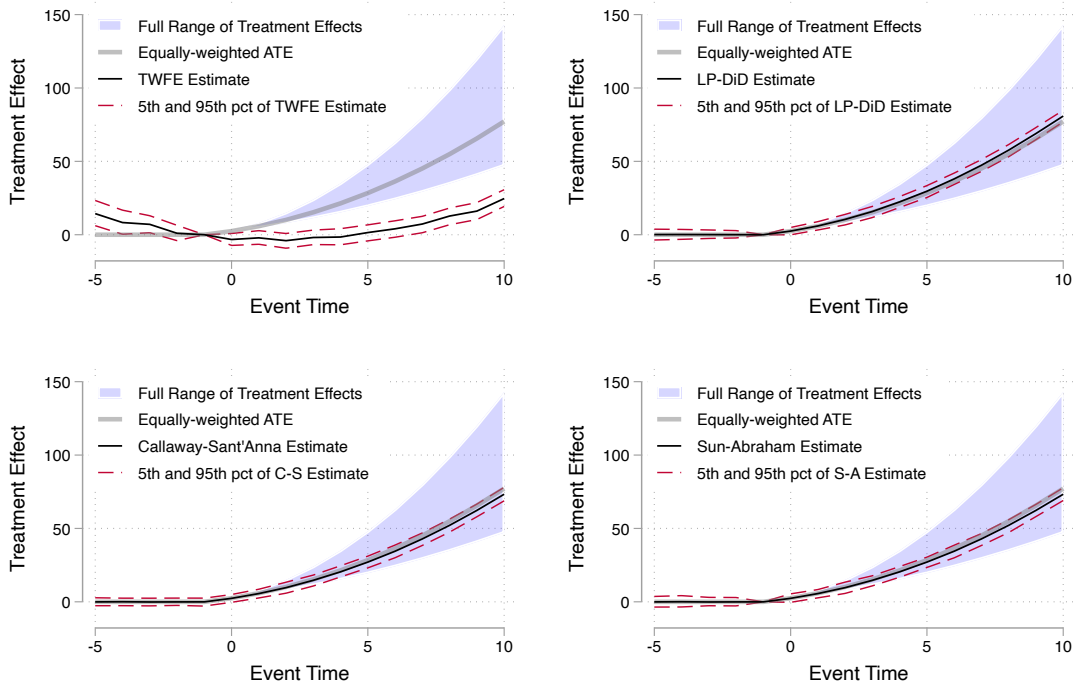 Treatment Effect
150
100
50
0
Full Range of Treatment Effects
Equally-weighted ATE
TWFE Estimate
5th and 95th pct of TWFE Estimate
-5 0 5 10
Event Time
Treatment Effect
150
100
50
0
Full Range of Treatment Effects
Equally-weighted ATE
LP-DiD Estimate
5th and 95th pct of LP-DiD Estimate
-5 0 5 10
Event Time
Treatment Effect
150
100
50
0
Full Range of Treatment Effects
Equally-weighted ATE
Callaway-Sant'Anna Estimate
5th and 95th pct of C-S Estimate
-5 0 5 10
Event Time
Treatment Effect
150
100
50
0
Full Range of Treatment Effects
Equally-weighted ATE
Sun-Abraham Estimate
5th and 95th pct of S-A Estimate
-5 0 5 10
Event Time